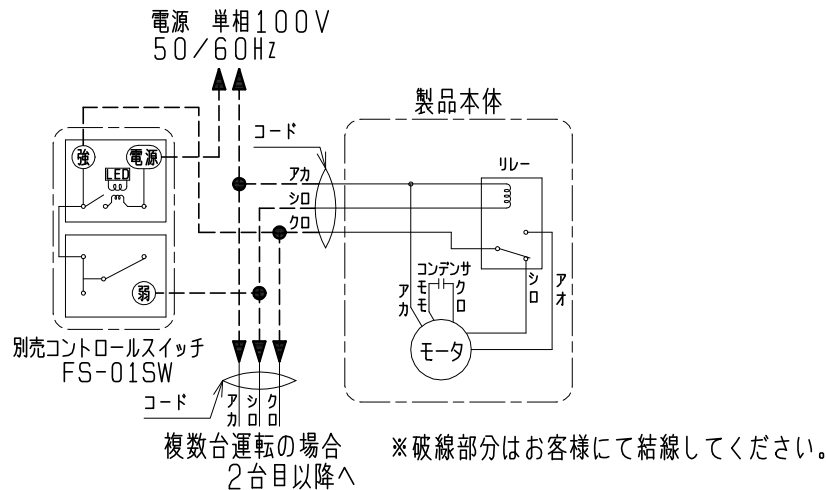 電源 単相100V
50/60Hz
製品本体
コード
強
電源
LED
アカ
シロ
クロ
リレー
コンデンサ
アカ
モモ
クロ
シロ
アオ
弱
モータ
別売コントロールスイッチ
FS-01SW
コード
アカ
シロ
クロ
複数台運転の場合
2台目以降へ
※破線部分はお客様にて結線してください。